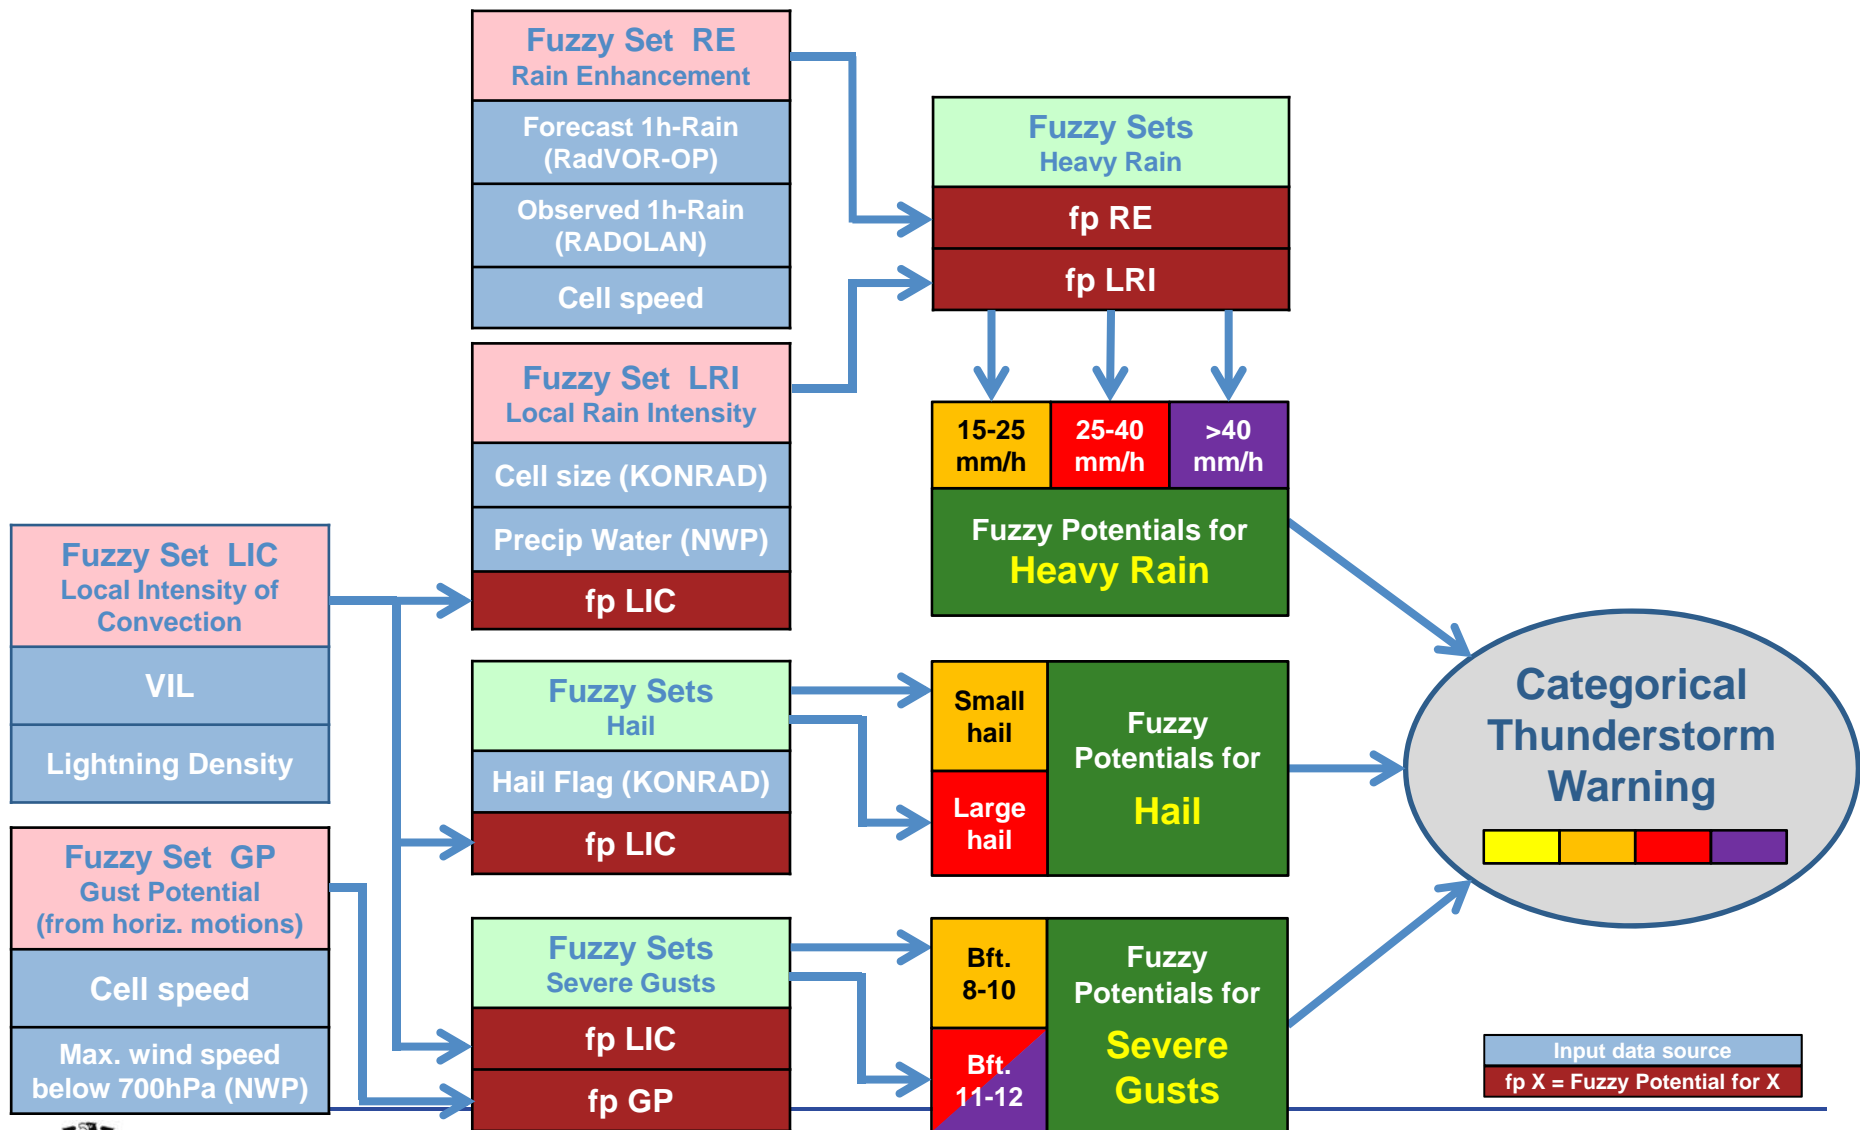 Fuzzy Set RE
Rain Enhancement
Forecast 1h-Rain
(RadVOR-OP)
Observed 1h-Rain
(RADOLAN)
Cell speed
Fuzzy Set LRI
Local Rain Intensity
Cell size (KONRAD)
Precip Water (NWP)
fp LIC
Fuzzy Sets
Heavy Rain
fp RE
fp LRI
15-25
mm/h
25-40
mm/h
>40
mm/h
Fuzzy Potentials for
Heavy Rain
Fuzzy Set LIC
Local Intensity of
Convection
VIL
Lightning Density
Fuzzy Set GP
Gust Potential
(from horiz. motions)
Cell speed
Max. wind speed
below 700hPa (NWP)
Fuzzy Sets
Hail
Hail Flag (KONRAD)
fp LIC
Small
hail
Large
hail
Fuzzy
Potentials for
Hail
Fuzzy Sets
Severe Gusts
fp LIC
fp GP
Bft.
8-10
Bft.
11-12
Fuzzy
Potentials for
Severe
Gusts
Categorical
Thunderstorm
Warning
Input data source
fp X = Fuzzy Potential for X